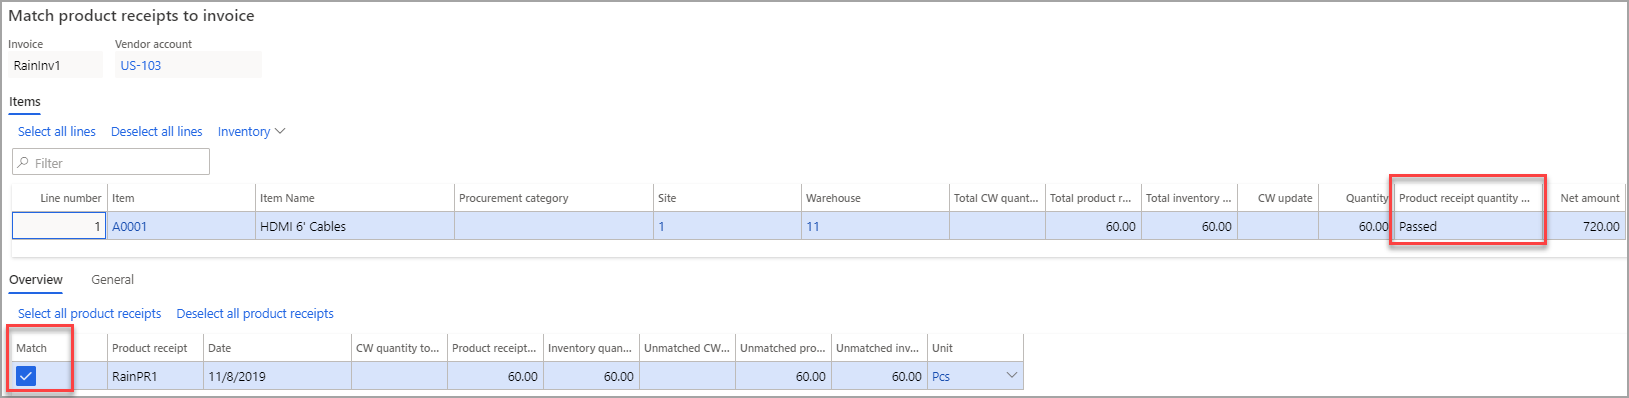 Match product receipts to invoice
Invoice Vendor account
RainInv1 US-103
Items
Select all lines Deselect all lines Inventory
Filter
Line number Item Item Name Procurement category Site Warehouse Total CW quant... Total product r... Total inventory ... CW update Quantity Product receipt quantity ... Net amount
1 A0001 HDMI 6' Cables 1 11 60.00 60.00 60.00 Passed 720.00
Overview General
Select all product receipts Deselect all product receipts
Match Product receipt Date CW quantity to... Product receipt... Inventory quan... Unmatched CW... Unmatched pro... Unmatched inv... Unit
RainPR1 11/8/2019 60.00 60.00 60.00 60.00 Pcs